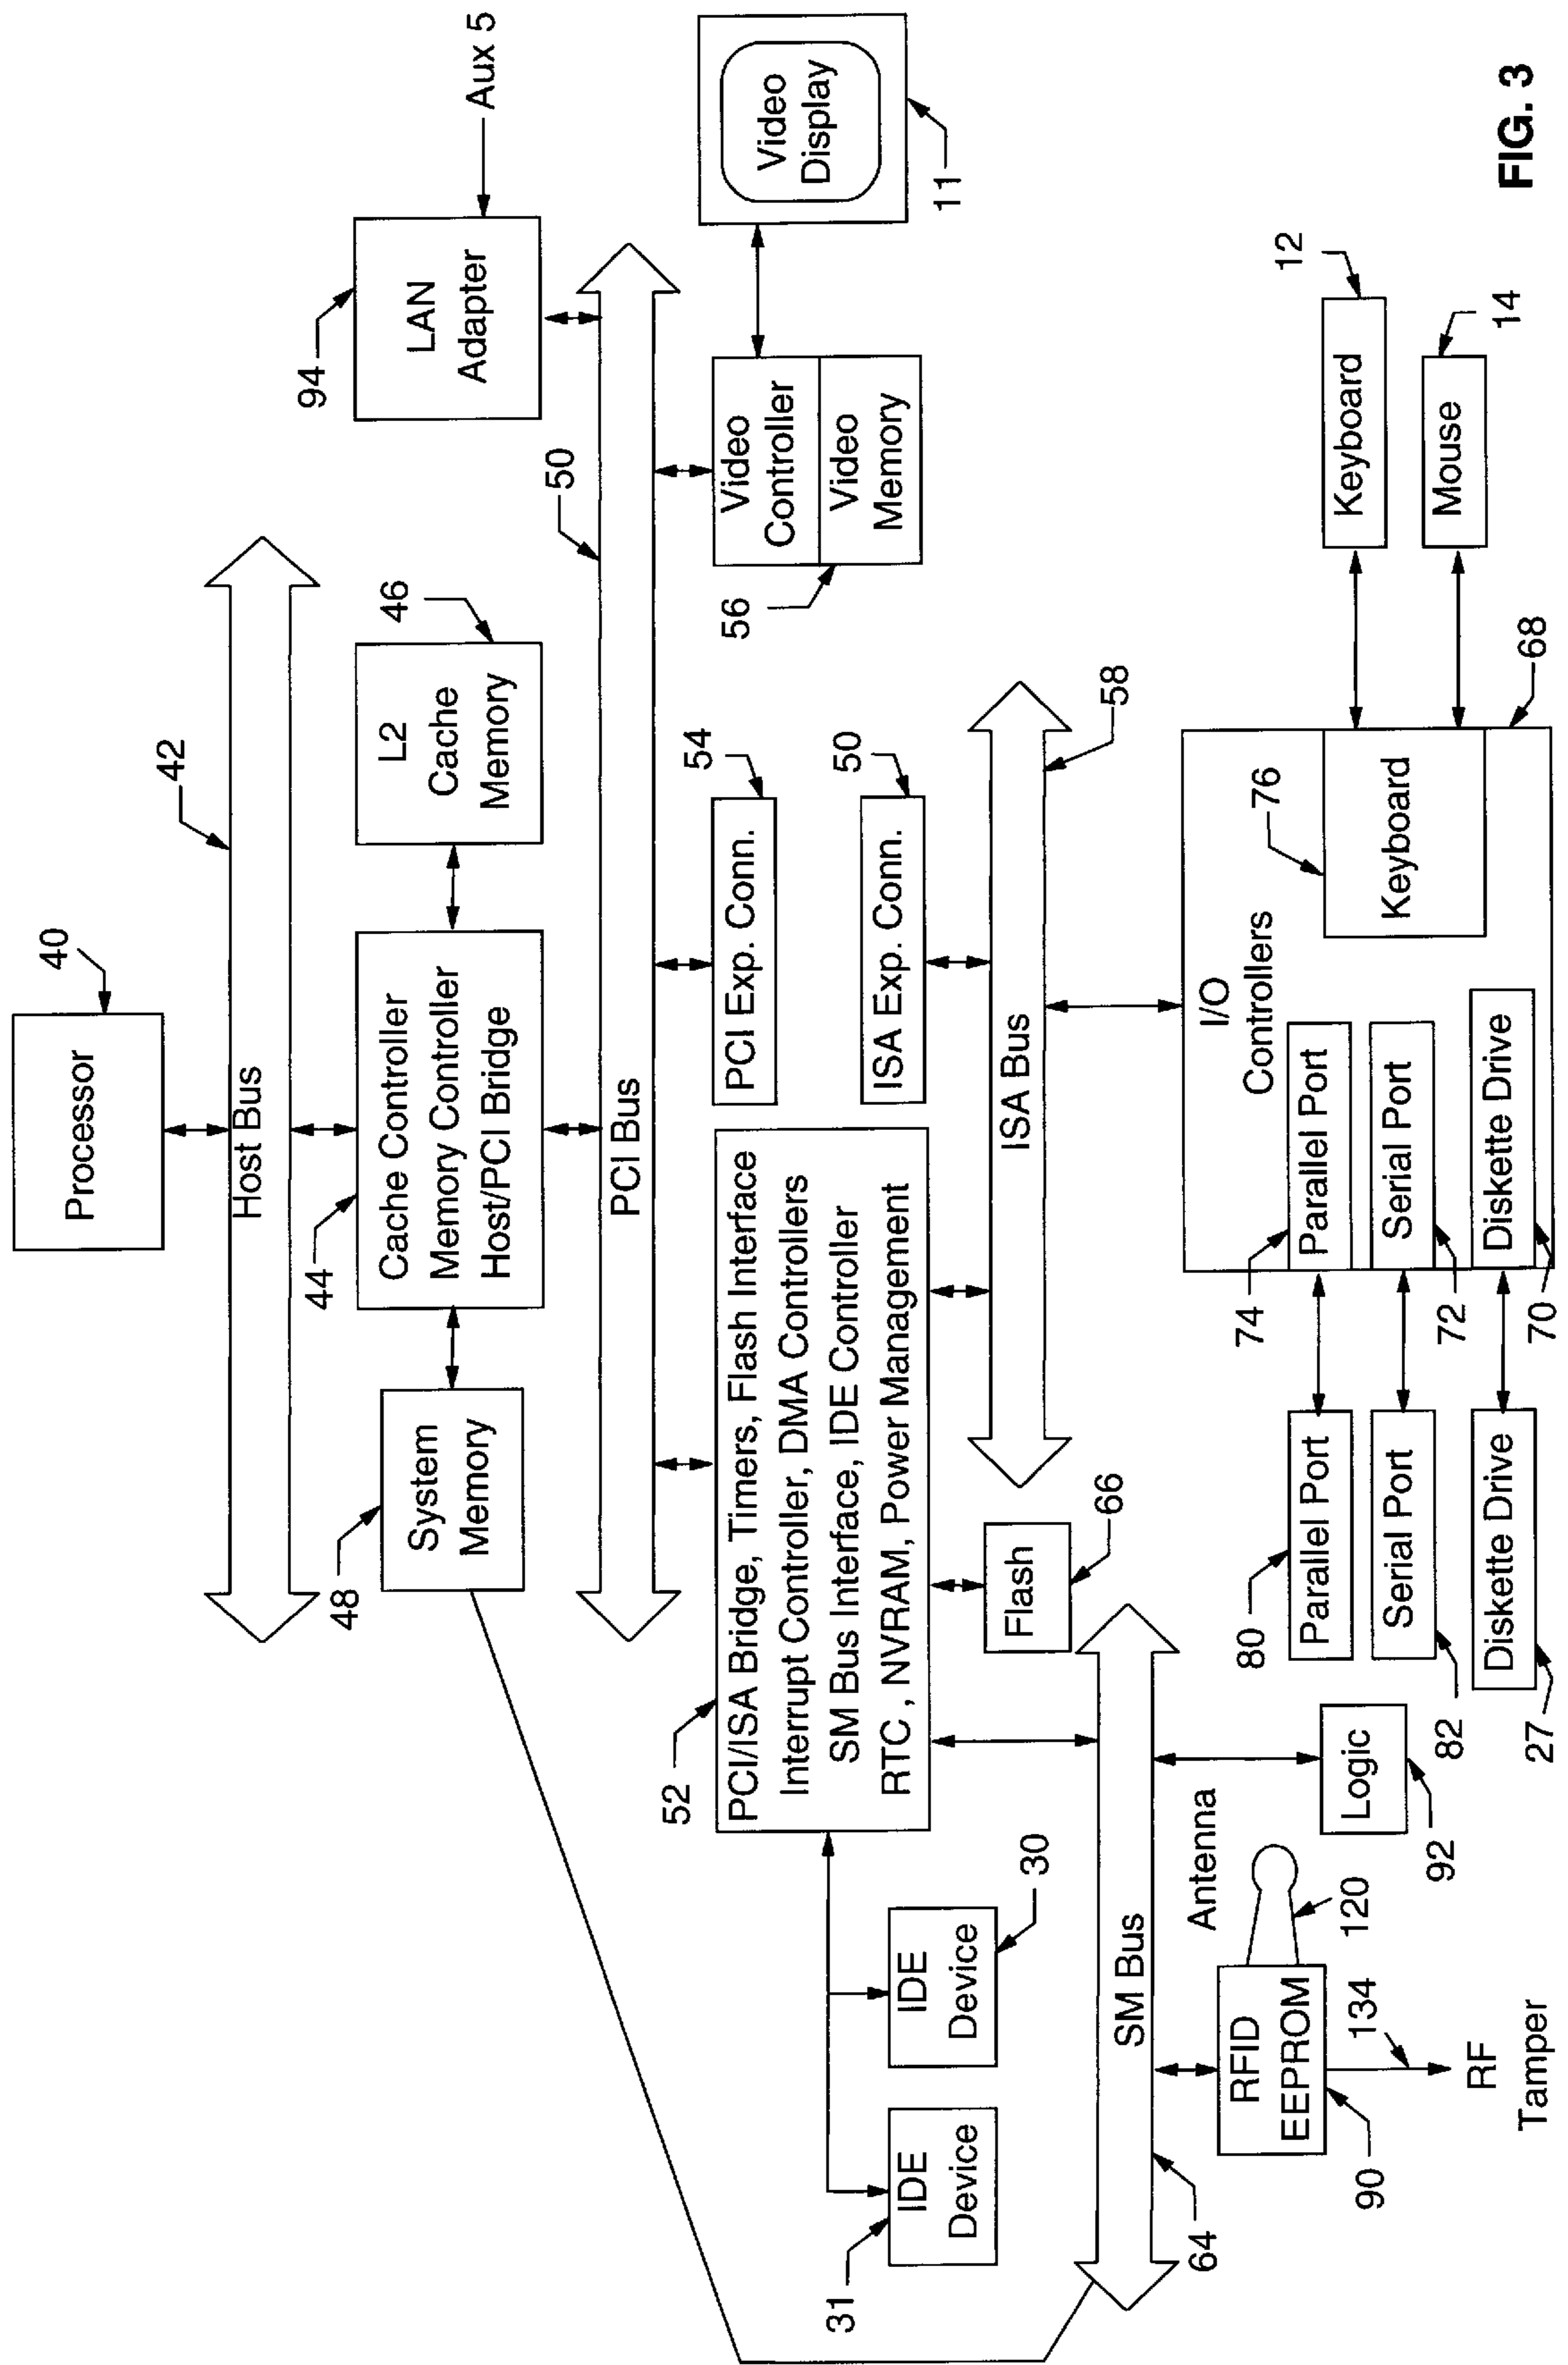 40
Processor
42
Host Bus
48
System
Memory
44
Cache Controller
Memory Controller
Host/PCI Bridge
46
L2
Cache
Memory
94
LAN
Adapter
Aux 5
50
PCI Bus
52
PCI/ISA Bridge, Timers, Flash Interface
Interrupt Controller, DMA Controllers
SM Bus Interface, IDE Controller
RTC , NVRAM, Power Management
54
PCI Exp. Conn.
50
ISA Exp. Conn.
56
Video
Controller
Video
Memory
Video
Display
11
31
IDE
Device
IDE
Device
30
Flash
66
ISA Bus
58
SM Bus
64
RFID
EEPROM
90
Antenna
120
134
RF
Tamper
Logic
92
I/O
Controllers
74
Parallel Port
Serial Port
72
Diskette Drive
70
76
Keyboard
68
80
Parallel Port
Serial Port
82
Diskette Drive
27
12
Keyboard
Mouse
14
FIG. 3